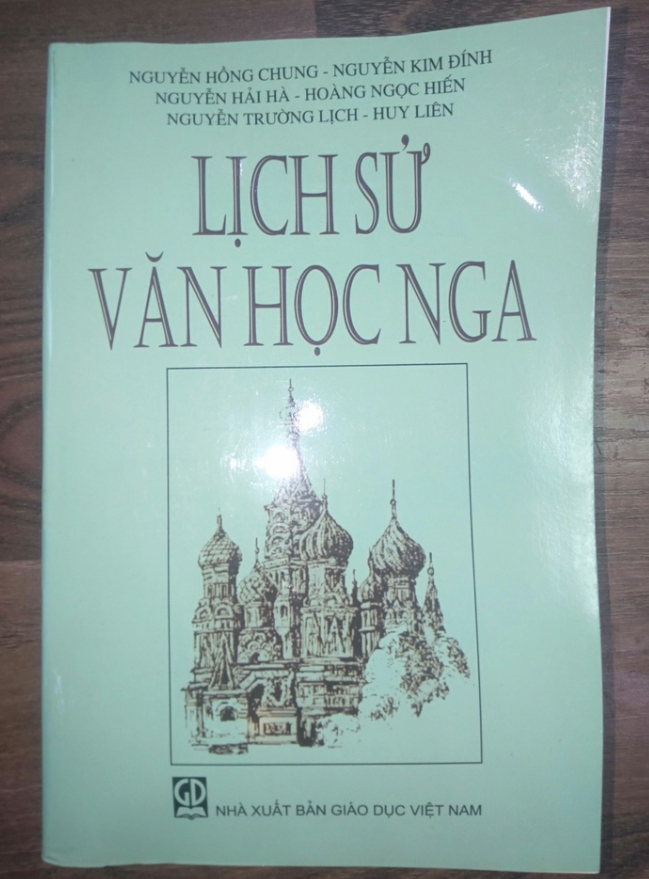 NGUYỄN HỒNG CHUNG - NGUYỄN KIM ĐÍNH
NGUYỄN HẢI HÀ - HOÀNG NGỌC HIẾN
NGUYỄN TRƯỜNG LỊCH - HUY LIÊN
LỊCH SỬ
VĂN HỌC NGA
GD
NHÀ XUẤT BẢN GIÁO DỤC VIỆT NAM